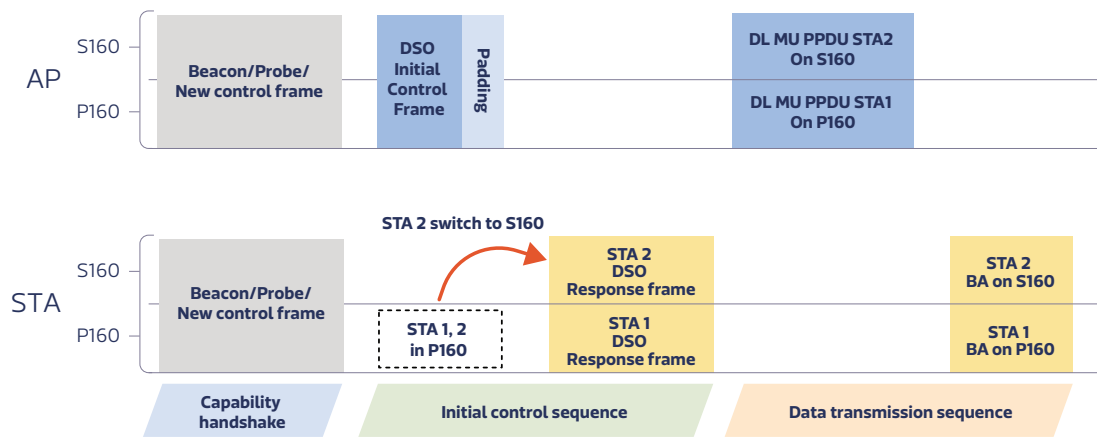 AP
S160
P160
Beacon/Probe/
New control frame
DSO
Initial
Control
Frame
Padding
DL MU PPDU STA2
On S160
DL MU PPDU STA1
On P160
STA 2 switch to S160
STA
S160
P160
Beacon/Probe/
New control frame
STA 1, 2
in P160
STA 2
DSO
Response frame
STA 1
DSO
Response frame
STA 2
BA on S160
STA 1
BA on P160
Capability
handshake
Initial control sequence
Data transmission sequence